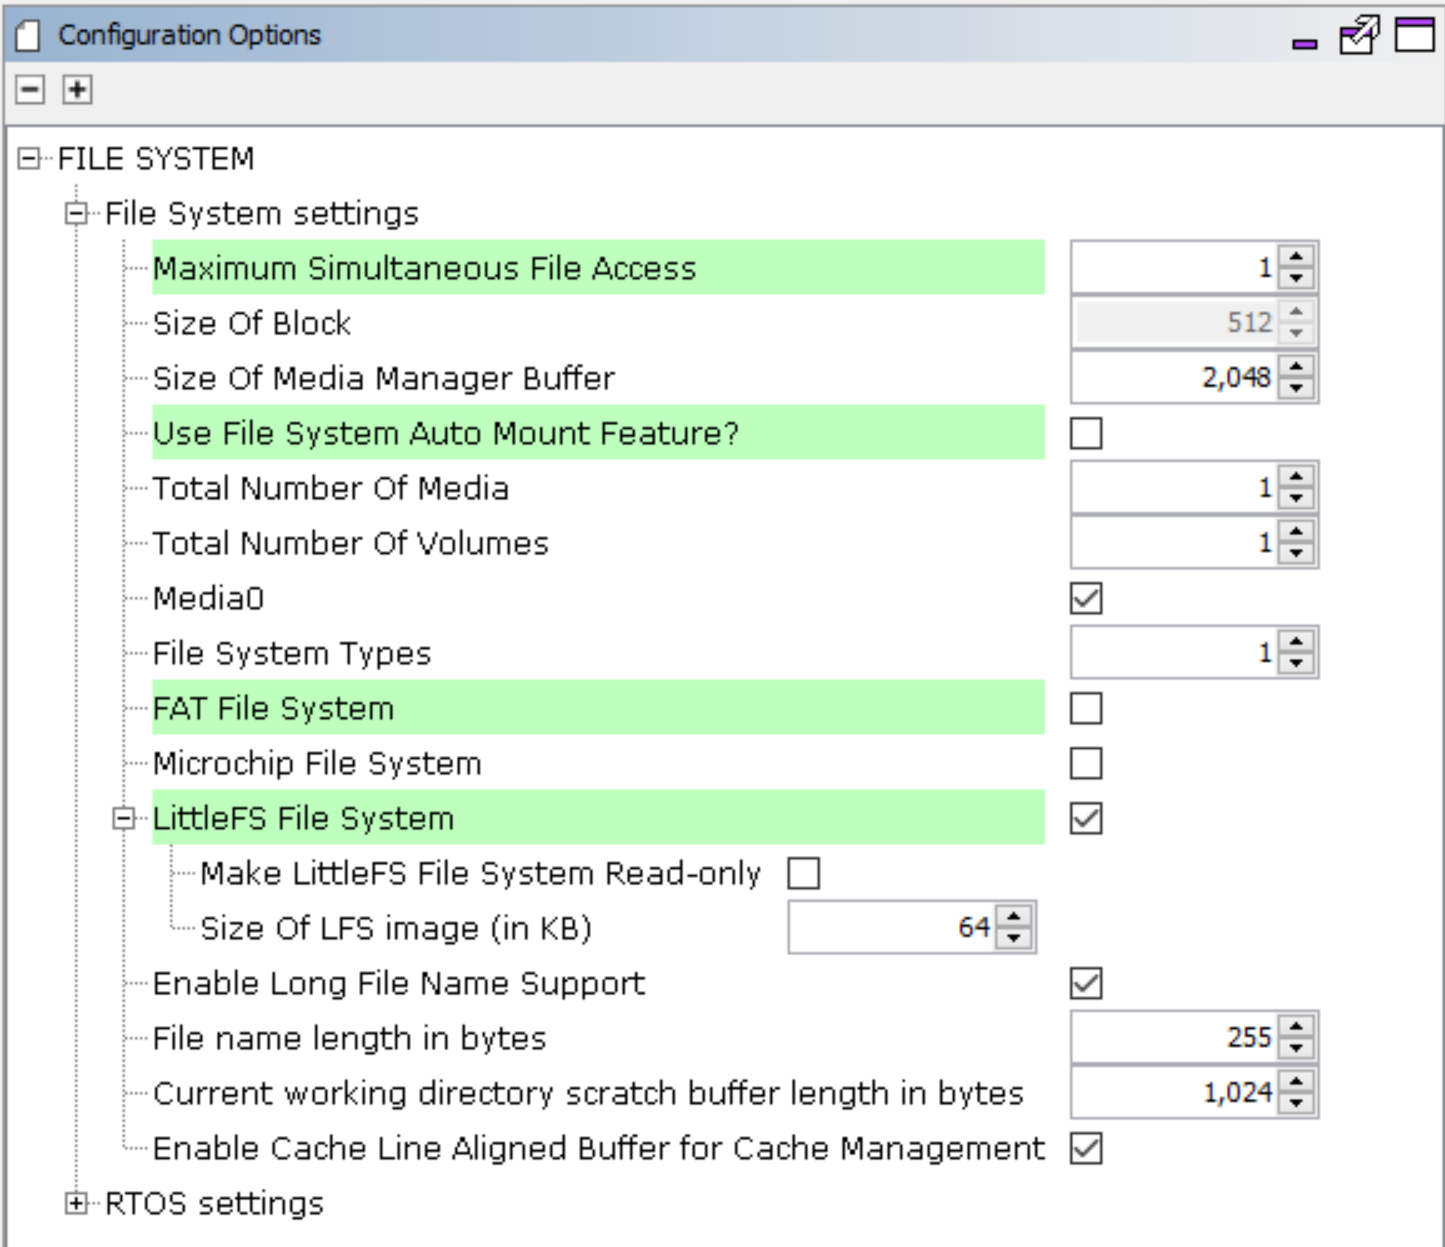 Configuration Options
FILE SYSTEM
File System settings
Maximum Simultaneous File Access 1
Size Of Block 512
Size Of Media Manager Buffer 2,048
Use File System Auto Mount Feature?
Total Number Of Media 1
Total Number Of Volumes 1
Media0
File System Types 1
FAT File System
Microchip File System
LittleFS File System
Make LittleFS File System Read-only
Size Of LFS image (in KB) 64
Enable Long File Name Support
File name length in bytes 255
Current working directory scratch buffer length in bytes 1,024
Enable Cache Line Aligned Buffer for Cache Management
RTOS settings